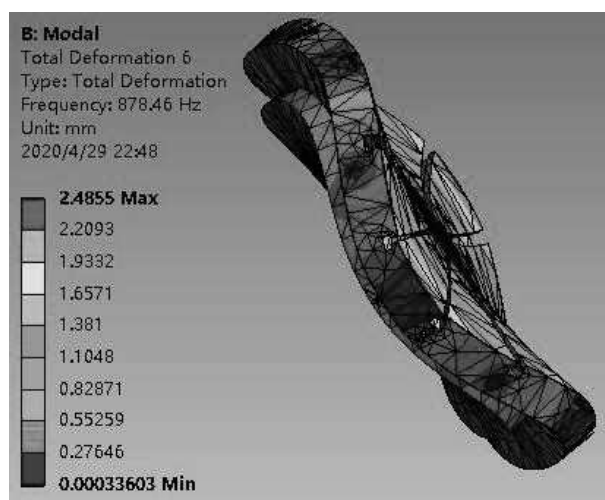 B: Modal
Total Deformation 6
Type: Total Deformation
Frequency: 878.46 Hz
Unit: mm
2020/4/29 22:48
2.4855 Max
2.2093
1.9332
1.6571
1.381
1.1048
0.82871
0.55259
0.27646
0.00033603 Min